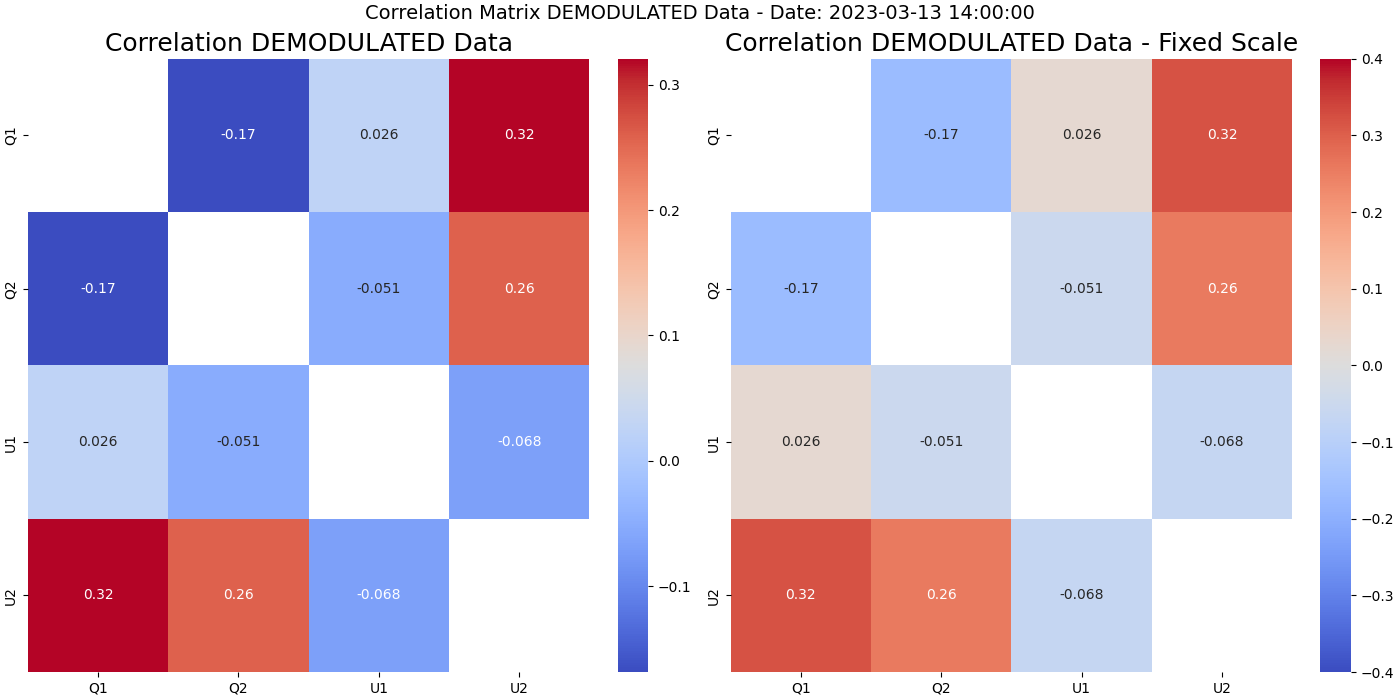 Correlation Matrix DEMODULATED Data - Date: 2023-03-13 14:00:00
Correlation DEMODULATED Data
Q1
-0.17
0.026
0.32
Q2
-0.17
-0.051
0.26
U1
0.026
-0.051
-0.068
U2
0.32
0.26
-0.068
Q1
Q2
U1
U2
0.3
0.2
0.1
0.0
−0.1
Correlation DEMODULATED Data - Fixed Scale
Q1
-0.17
0.026
0.32
Q2
-0.17
-0.051
0.26
U1
0.026
-0.051
-0.068
U2
0.32
0.26
-0.068
Q1
Q2
U1
U2
0.4
0.3
0.2
0.1
0.0
−0.1
−0.2
−0.3
−0.4